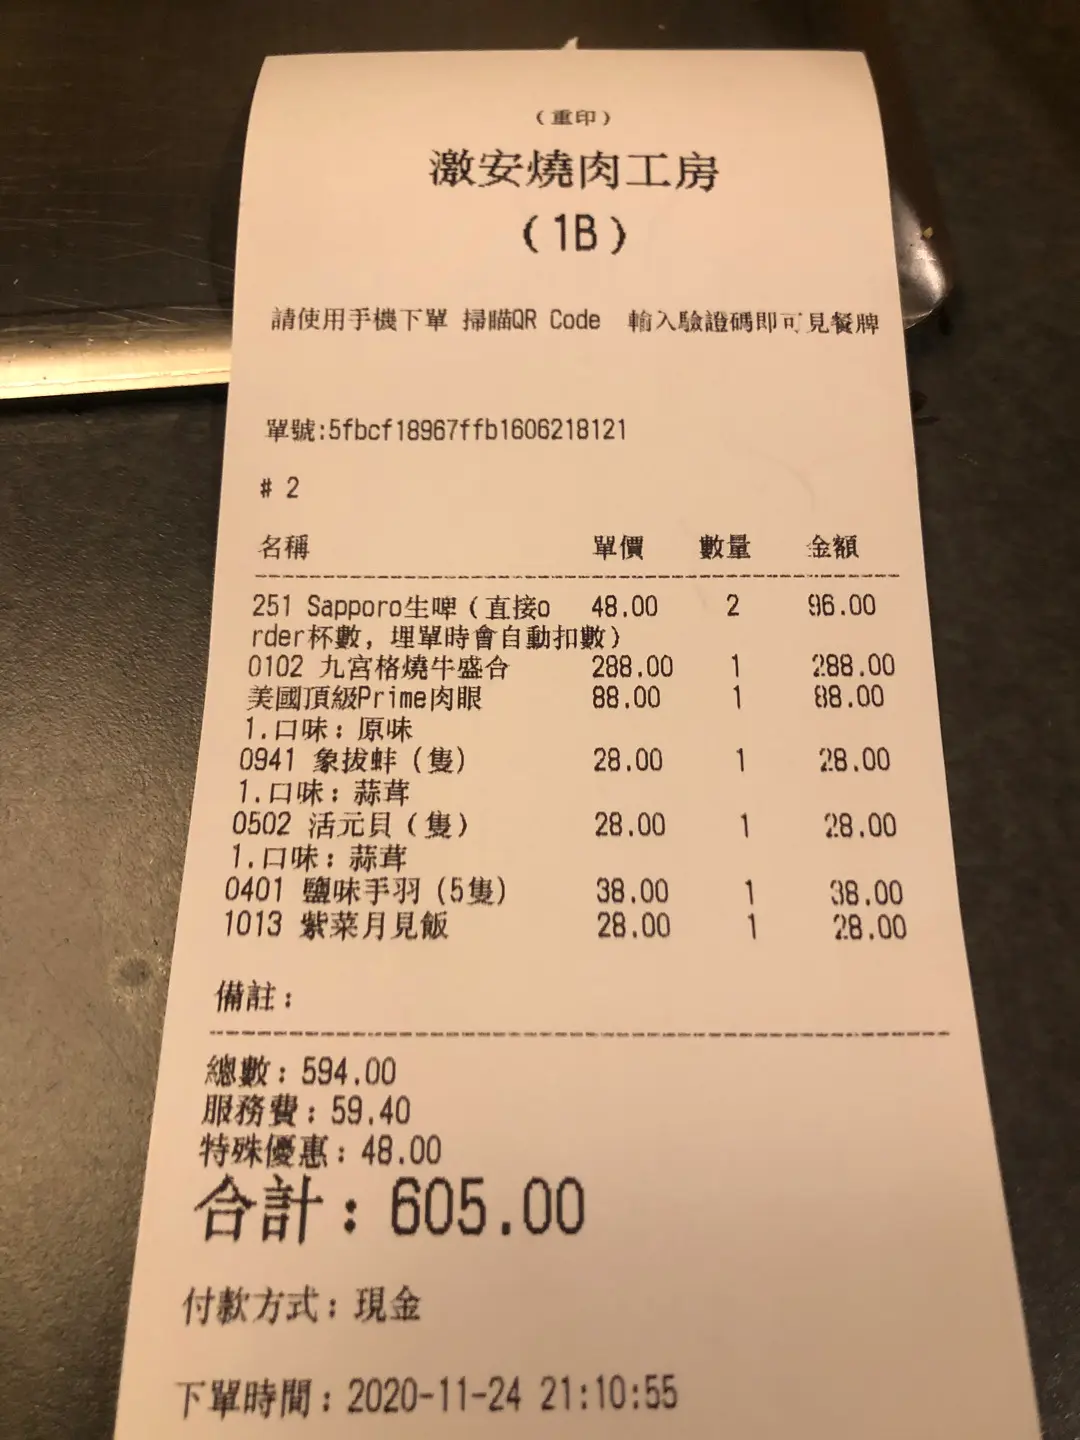 （重印）
激安燒肉工房
（1B）
請使用手機下單 掃瞄QR Code 輸入驗證碼即可見餐牌
單號:5fbcf18967ffb1606218121
# 2
名稱 單價 數量 金額
251 Sapporo生啤（直接o 48.00 2 96.00
rder杯數，埋單時會自動扣數）
0102 九宮格燒牛盛合 288.00 1 288.00
美國頂級Prime肉眼 88.00 1 88.00
1.口味：原味
0941 象拔蚌（隻） 28.00 1 28.00
1.口味：蒜茸
0502 活元貝（隻） 28.00 1 28.00
1.口味：蒜茸
0401 鹽味手羽（5隻） 38.00 1 38.00
1013 紫菜月見飯 28.00 1 28.00
備註：
總數：594.00
服務費：59.40
特殊優惠：48.00
合計：605.00
付款方式：現金
下單時間：2020-11-24 21:10:55